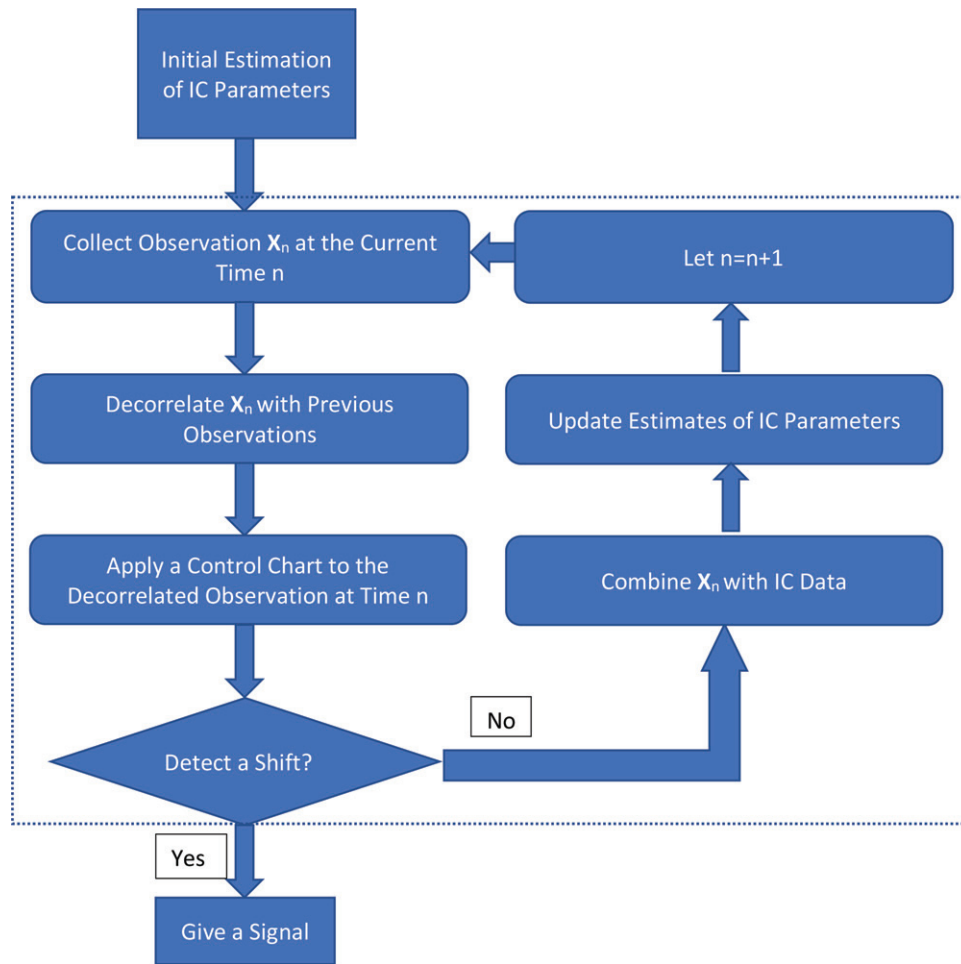 Initial Estimation
of IC Parameters
Collect Observation Xn at the Current
Time n
Let n=n+1
Decorrelate Xn with Previous
Observations
Update Estimates of IC Parameters
Apply a Control Chart to the
Decorrelated Observation at Time n
Combine Xn with IC Data
No
Detect a Shift?
Yes
Give a Signal